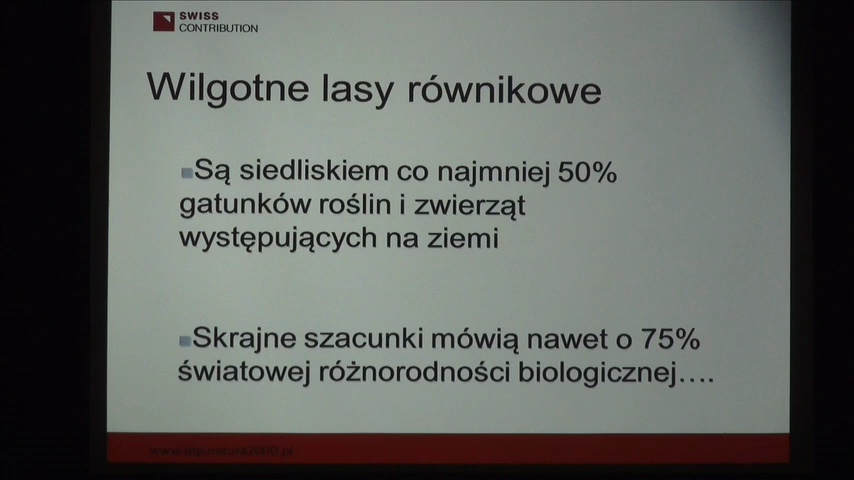 SWISS
CONTRIBUTION
Wilgotne lasy równikowe
Są siedliskiem co najmniej 50%
gatunków roślin i zwierząt
występujących na ziemi
Skrajne szacunki mówią nawet o 75%
światowej różnorodności biologicznej….